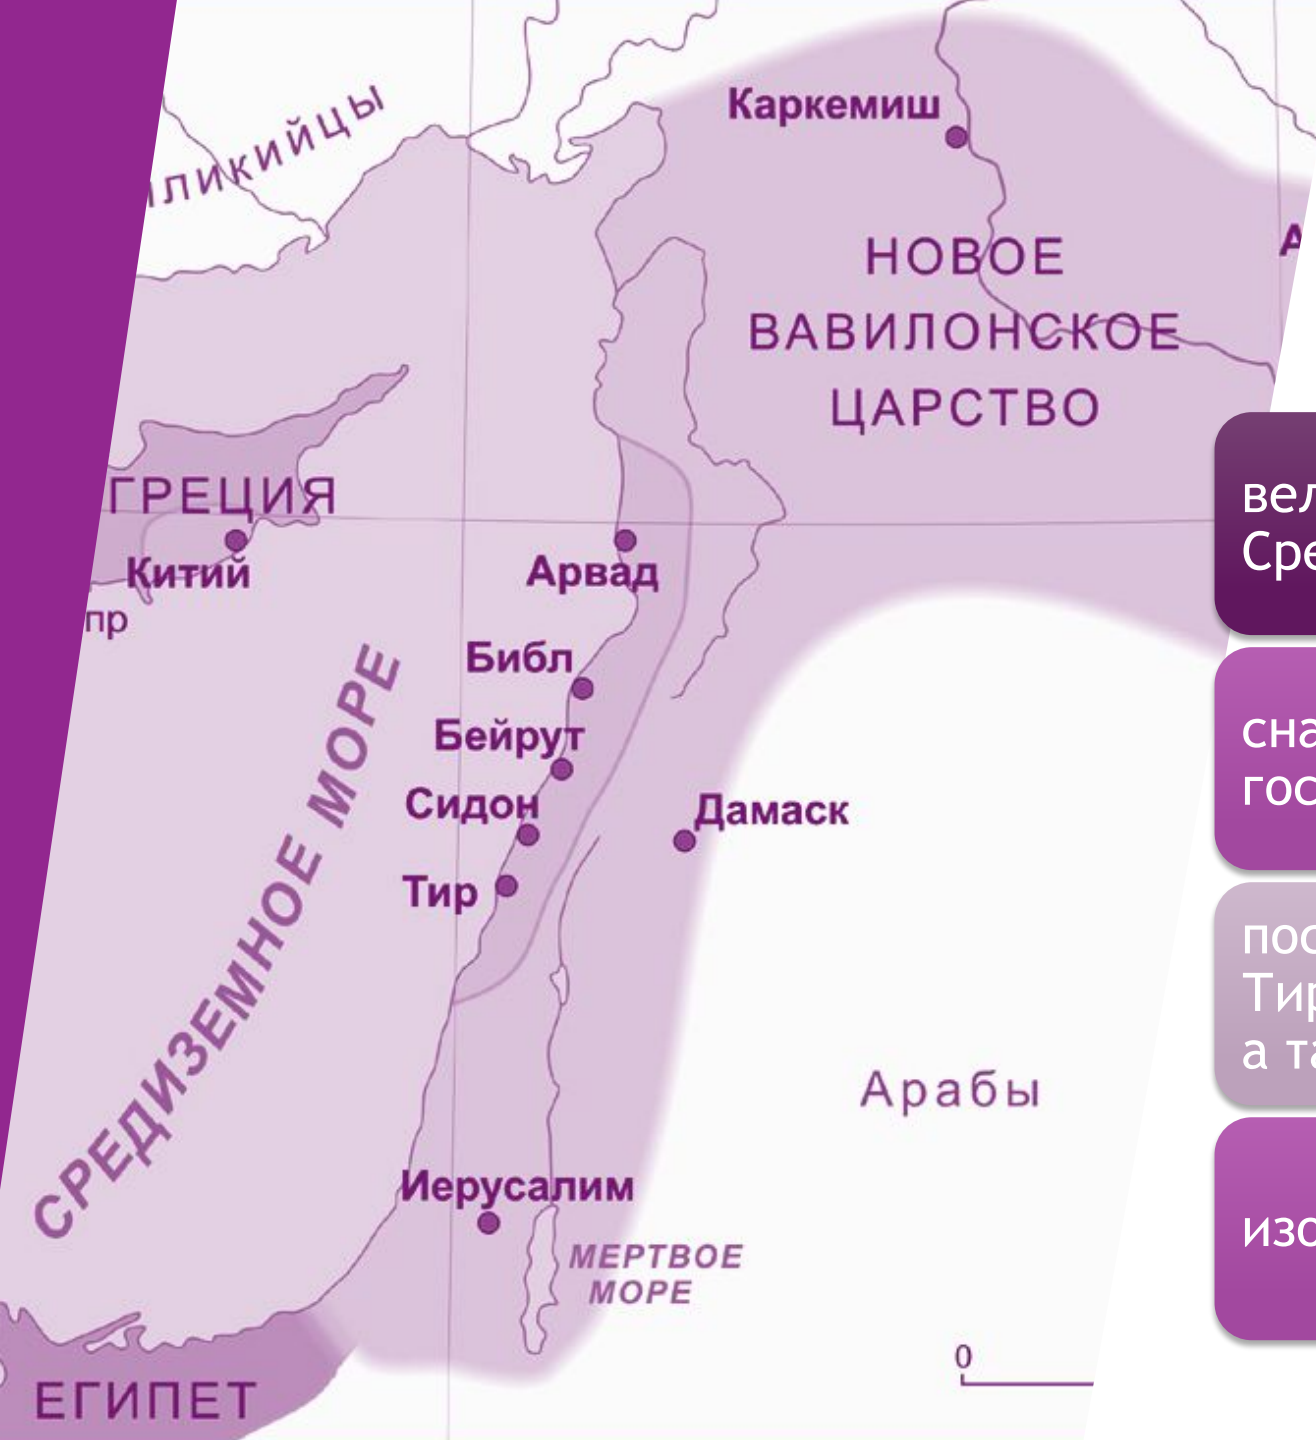 Каркемиш
НОВОЕ
ВАВИЛОНСКОЕ
ЦАРСТВО
ГРЕЦИЯ
Китий
Арвад
Библ
Бейрут
Сидон
Тир
Дамаск
СРЕДИЗЕМНОЕ МОРЕ
Арабы
Иерусалим
МЕРТВОЕ
МОРЕ
ЕГИПЕТ
0